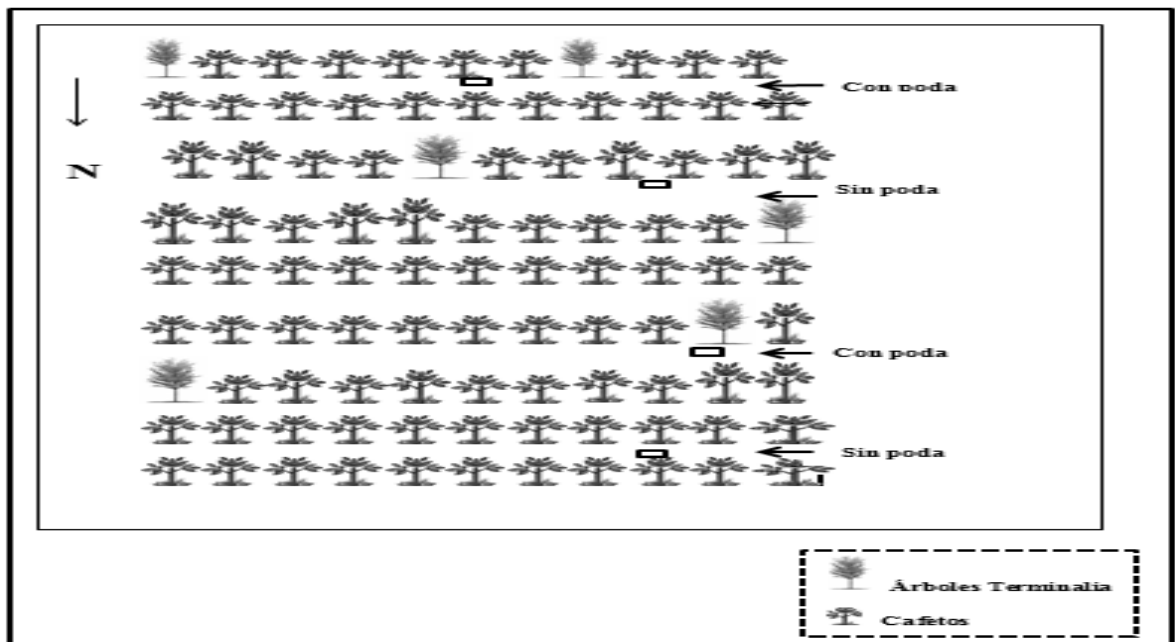 Con poda
N
Sin poda
Con poda
Sin poda
Árboles Terminalia
Cafetos